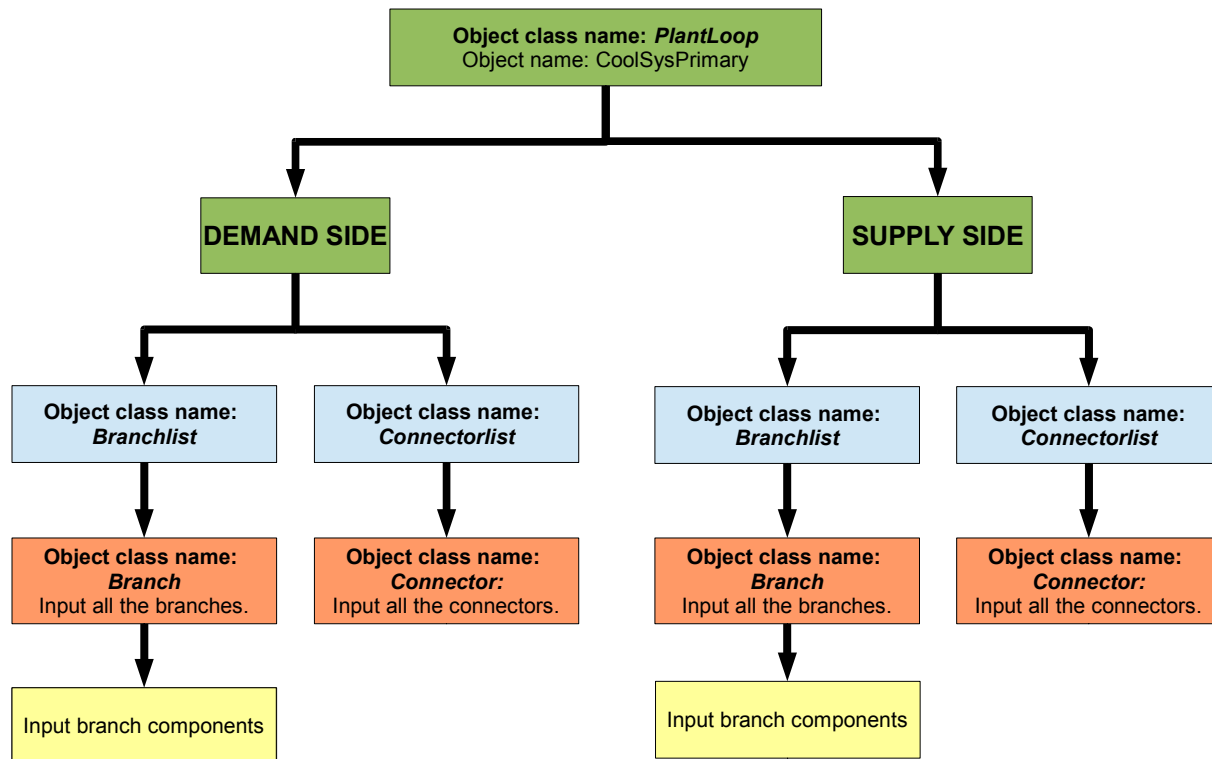 Object class name: PlantLoop
Object name: CoolSysPrimary
DEMAND SIDE
SUPPLY SIDE
Object class name:
Branchlist
Object class name:
Connectorlist
Object class name:
Branchlist
Object class name:
Connectorlist
Object class name:
Branch
Input all the branches.
Object class name:
Connector:
Input all the connectors.
Object class name:
Branch
Input all the branches.
Object class name:
Connector:
Input all the connectors.
Input branch components
Input branch components